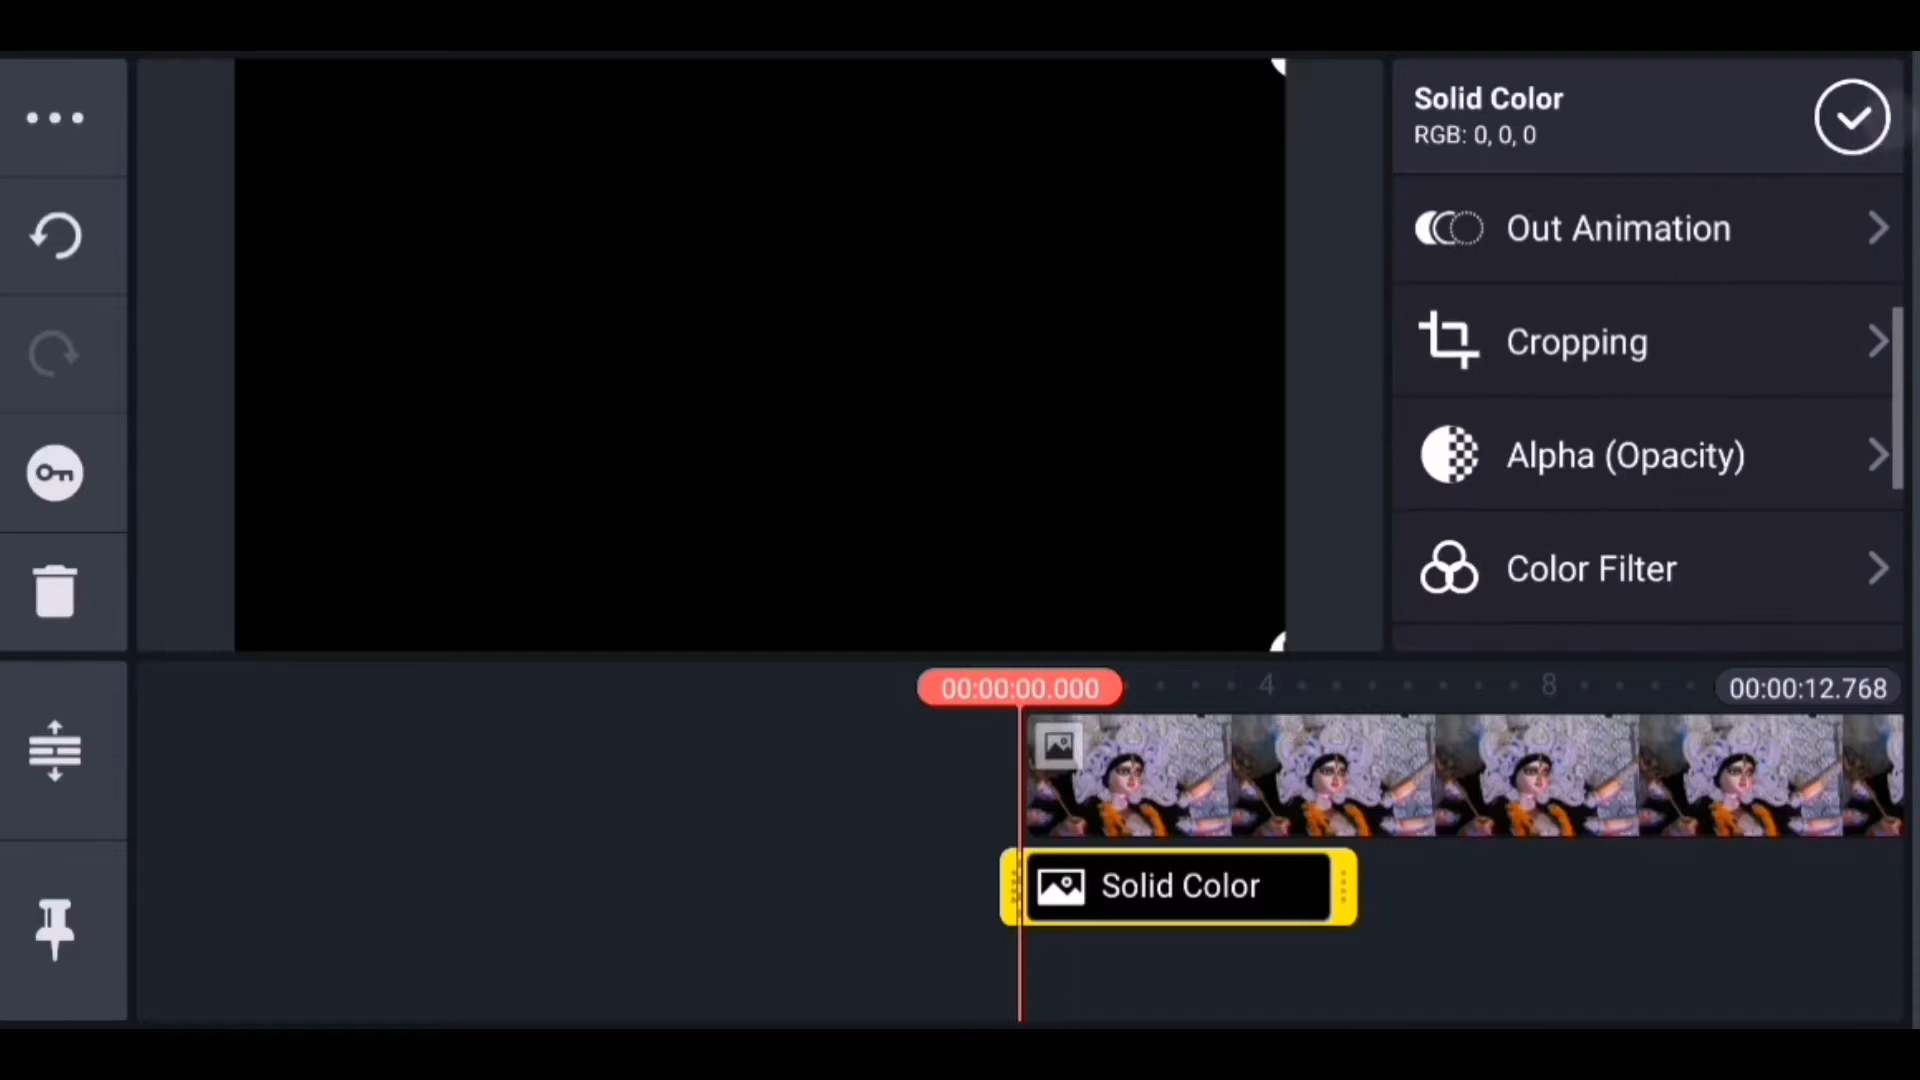 Solid Color
RGB: 0, 0, 0
Out Animation
Cropping
Alpha (Opacity)
Color Filter
00:00:00.000
4
8
00:00:12.768
Solid Color